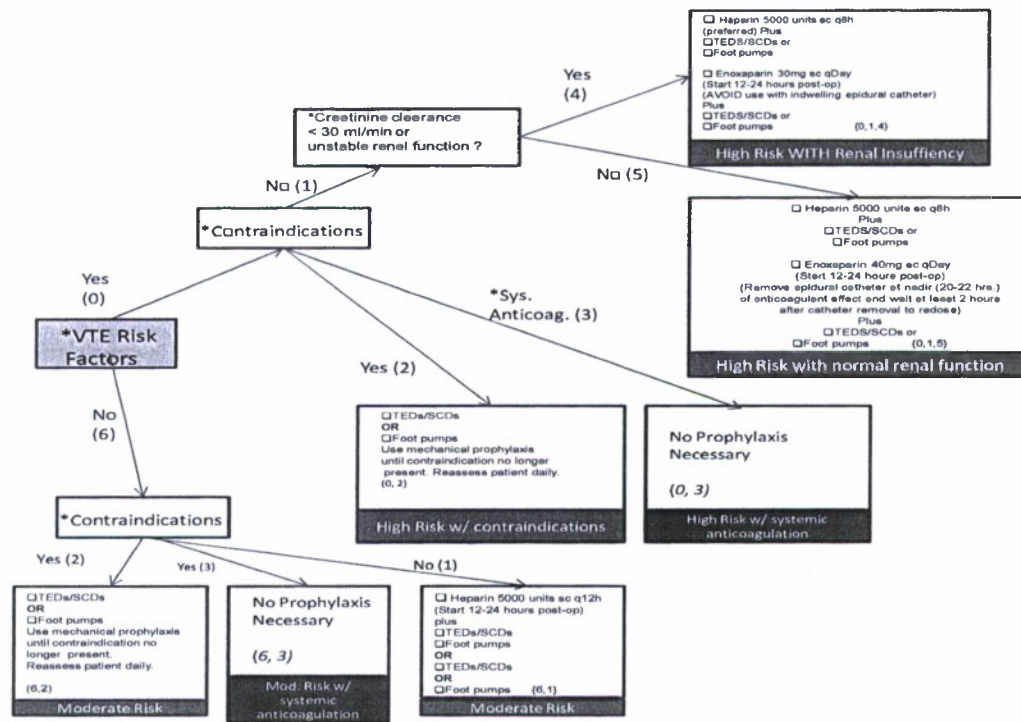 ❑ Heparin 5000 units sc q8h
(preferred) Plus
❑TEDS/SCDs or
❑Foot pumps
❑ Enoxaparin 30mg sc qDay
(Start 12-24 hours post-op)
(AVOID use with indwelling epidural catheter)
Plus
❑TEDS/SCDs or
❑Foot pumps (0,1,4)
High Risk WITH Renal Insuffiency
Yes
(4)
*Creatinine clearance
< 30 ml/min or
unstable renal function ?
No (5)
No (1)
❑ Heparin 5000 units sc q8h
Plus
❑TEDS/SCDs or
❑Foot pumps
❑ Enoxaparin 40mg sc qDay
(Start 12-24 hours post-op)
(Remove epidural catheter at nadir (20-22 hrs.)
of anticoagulant effect and wait at least 2 hours
after catheter removal to redose)
Plus
❑TEDS/SCDs or
❑Foot pumps (0,1,5)
High Risk with normal renal function
*Contraindications
Yes
(0)
*Sys.
Anticoag. (3)
*VTE Risk
Factors
Yes (2)
No
(6)
❑TEDs/SCDs
OR
❑Foot pumps
Use mechanical prophylaxis
until contraindication no longer
present. Reassess patient daily.
(0, 2)
High Risk w/ contraindications
No Prophylaxis
Necessary
(0, 3)
High Risk w/ systemic
anticoagulation
*Contraindications
Yes (2)
Yes (3)
No (1)
❑TEDs/SCDs
OR
❑Foot pumps
Use mechanical prophylaxis
until contraindication no
longer present.
Reassess patient daily.
(6,2)
Moderate Risk
No Prophylaxis
Necessary
(6, 3)
Mod. Risk w/
systemic
anticoagulation
❑ Heparin 5000 units sc q12h
(Start 12-24 hours post-op)
plus
❑TEDs/SCDs
❑Foot pumps
OR
❑TEDs/SCDs
OR
❑Foot pumps (6,1)
Moderate Risk